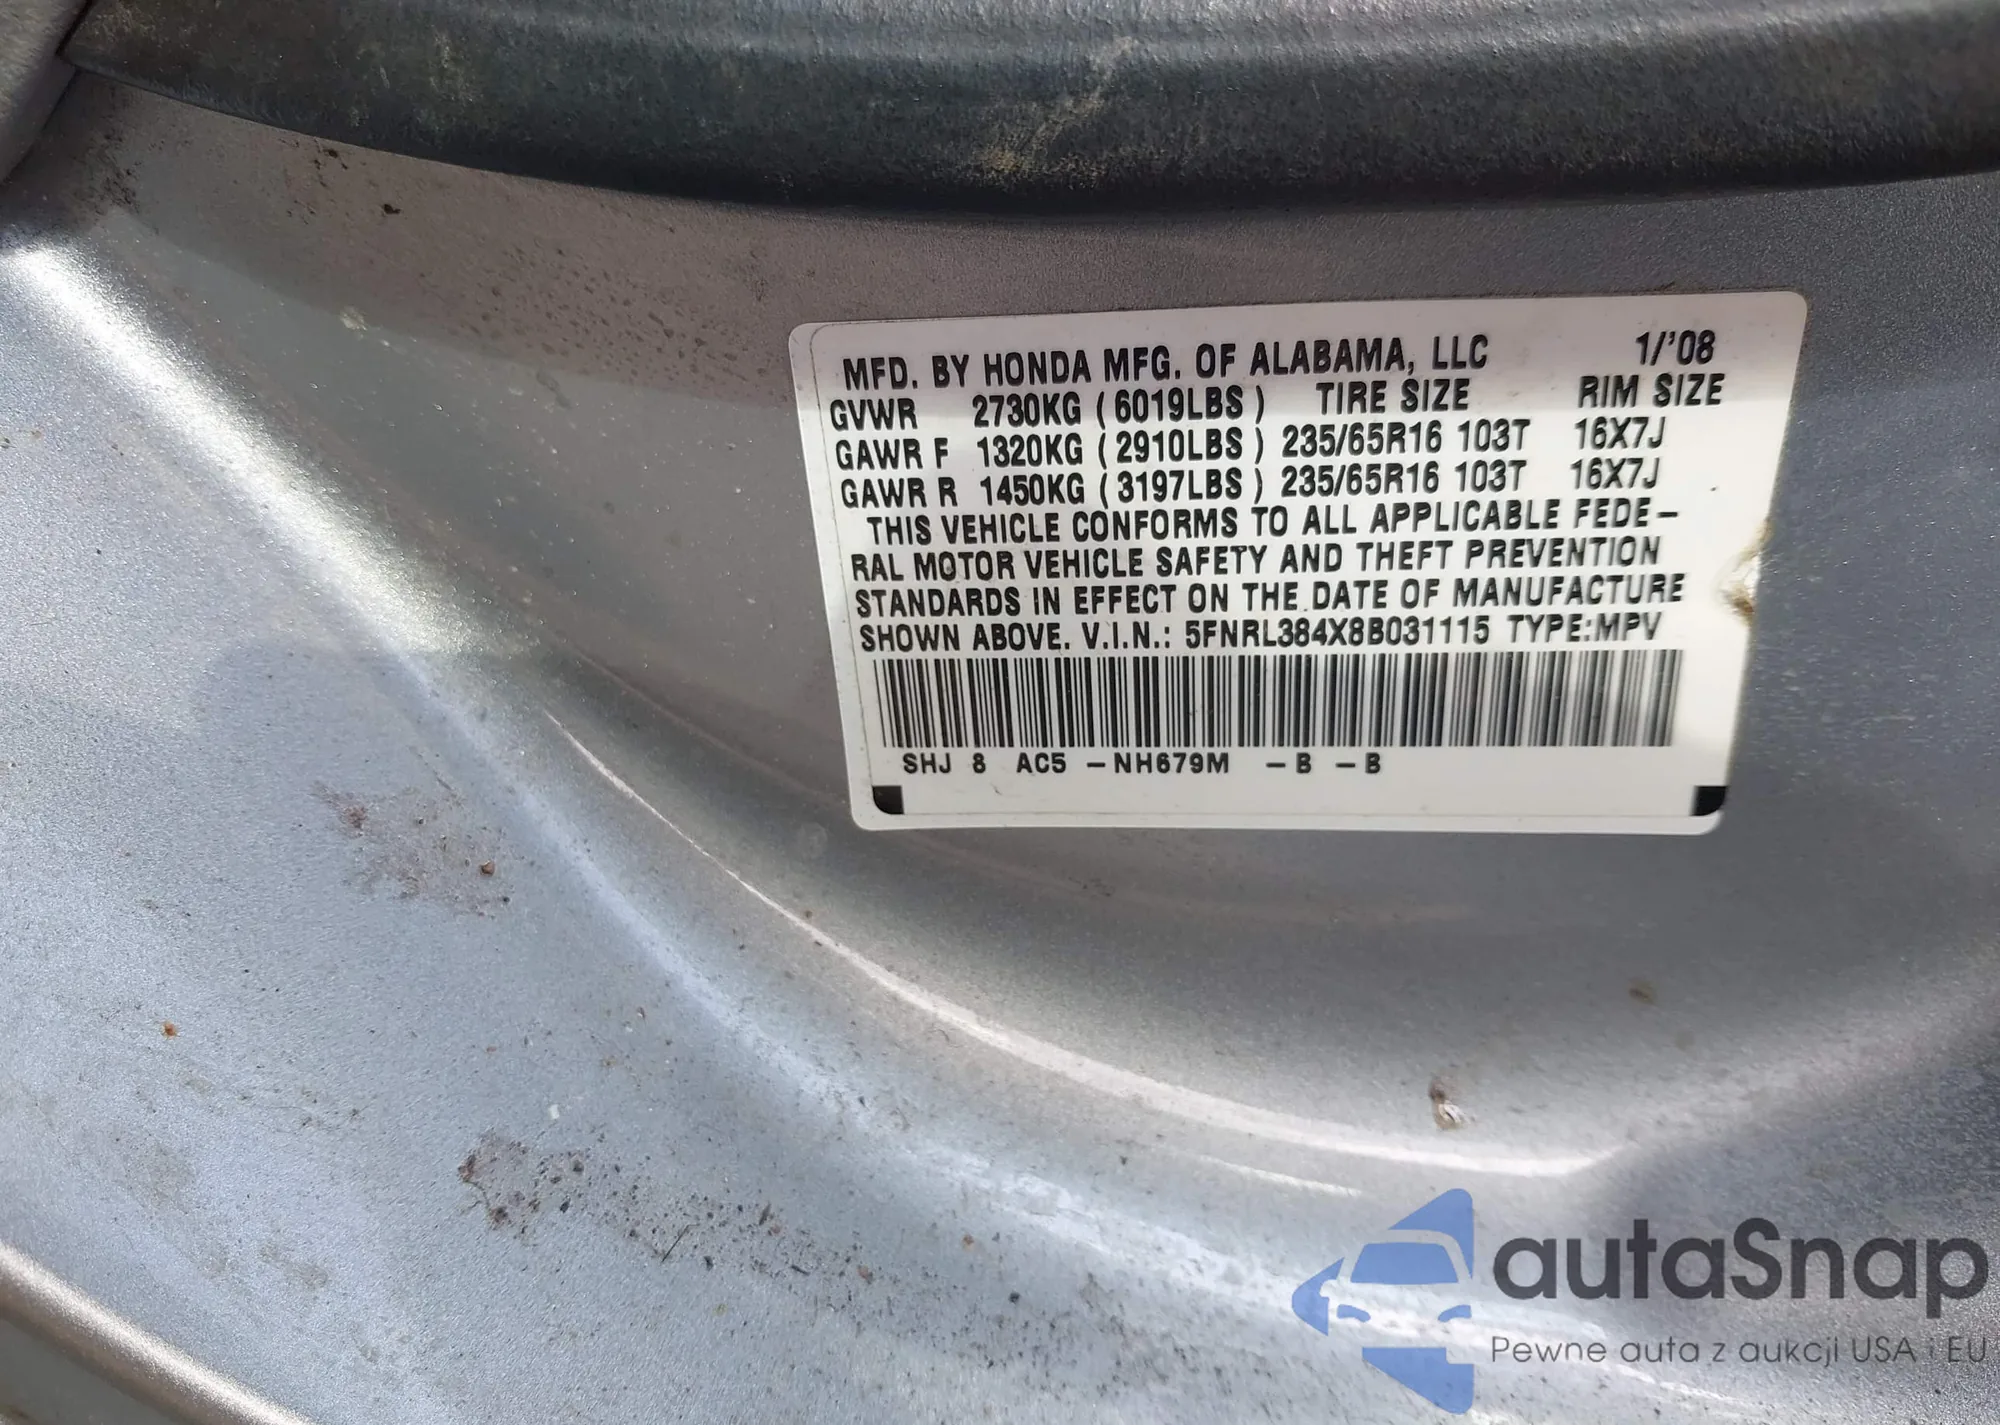 MFD. BY HONDA MFG. OF ALABAMA, LLC 1/'08
GVWR 2730KG (6019LBS) TIRE SIZE RIM SIZE
GAWR F 1320KG (2910LBS) 235/65R16 103T 16X7J
GAWR R 1450KG (3197LBS) 235/65R16 103T 16X7J
THIS VEHICLE CONFORMS TO ALL APPLICABLE FEDE-
RAL MOTOR VEHICLE SAFETY AND THEFT PREVENTION
STANDARDS IN EFFECT ON THE DATE OF MANUFACTURE
SHOWN ABOVE. V.I.N.: 5FNRL384X8B031115 TYPE:MPV
SHJ 8 AC5 -NH679M -B -B
autaSnap
Pewne auta z aukcji USA i EU